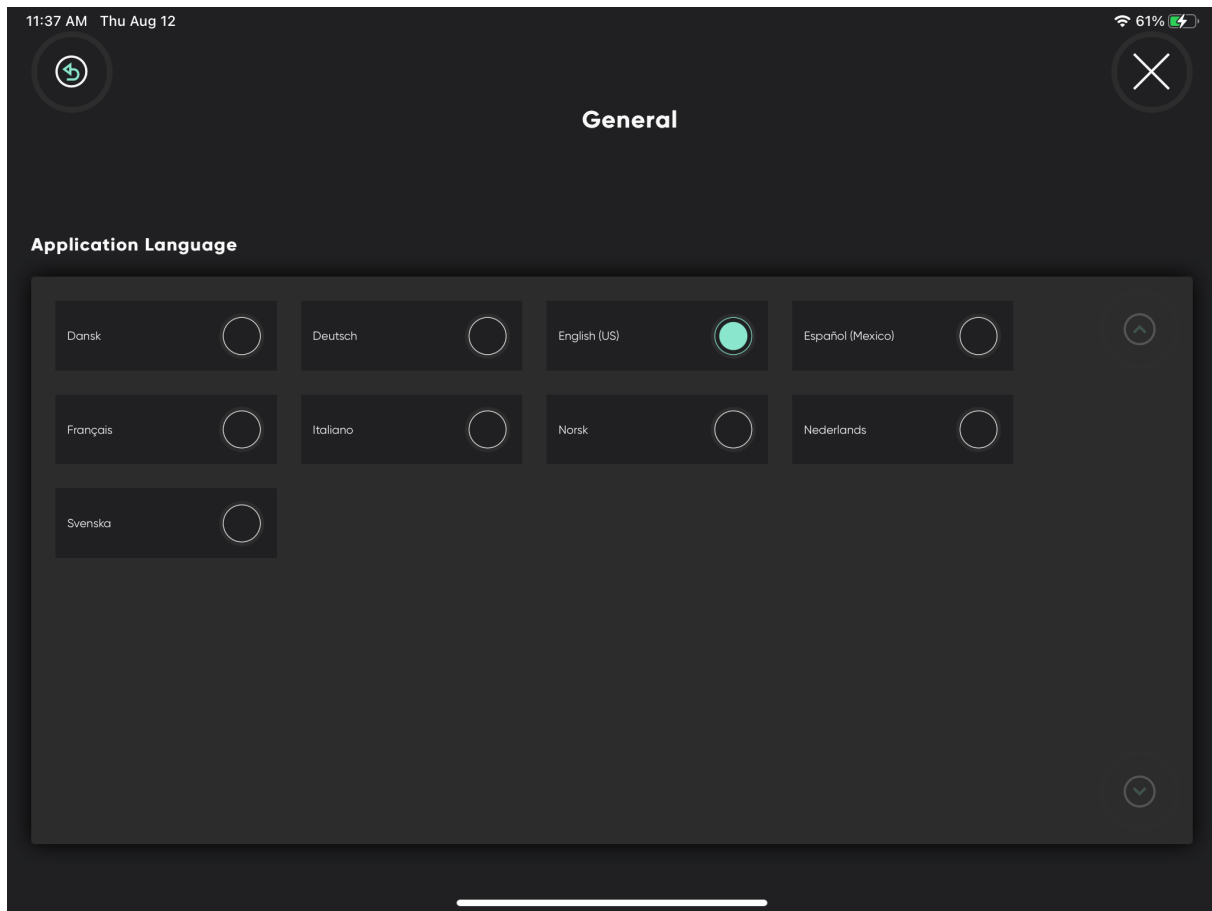 11:37 AM Thu Aug 12 61%
General
Application Language
Dansk Deutsch English (US) Español (Mexico)
Français Italiano Norsk Nederlands
Svenska